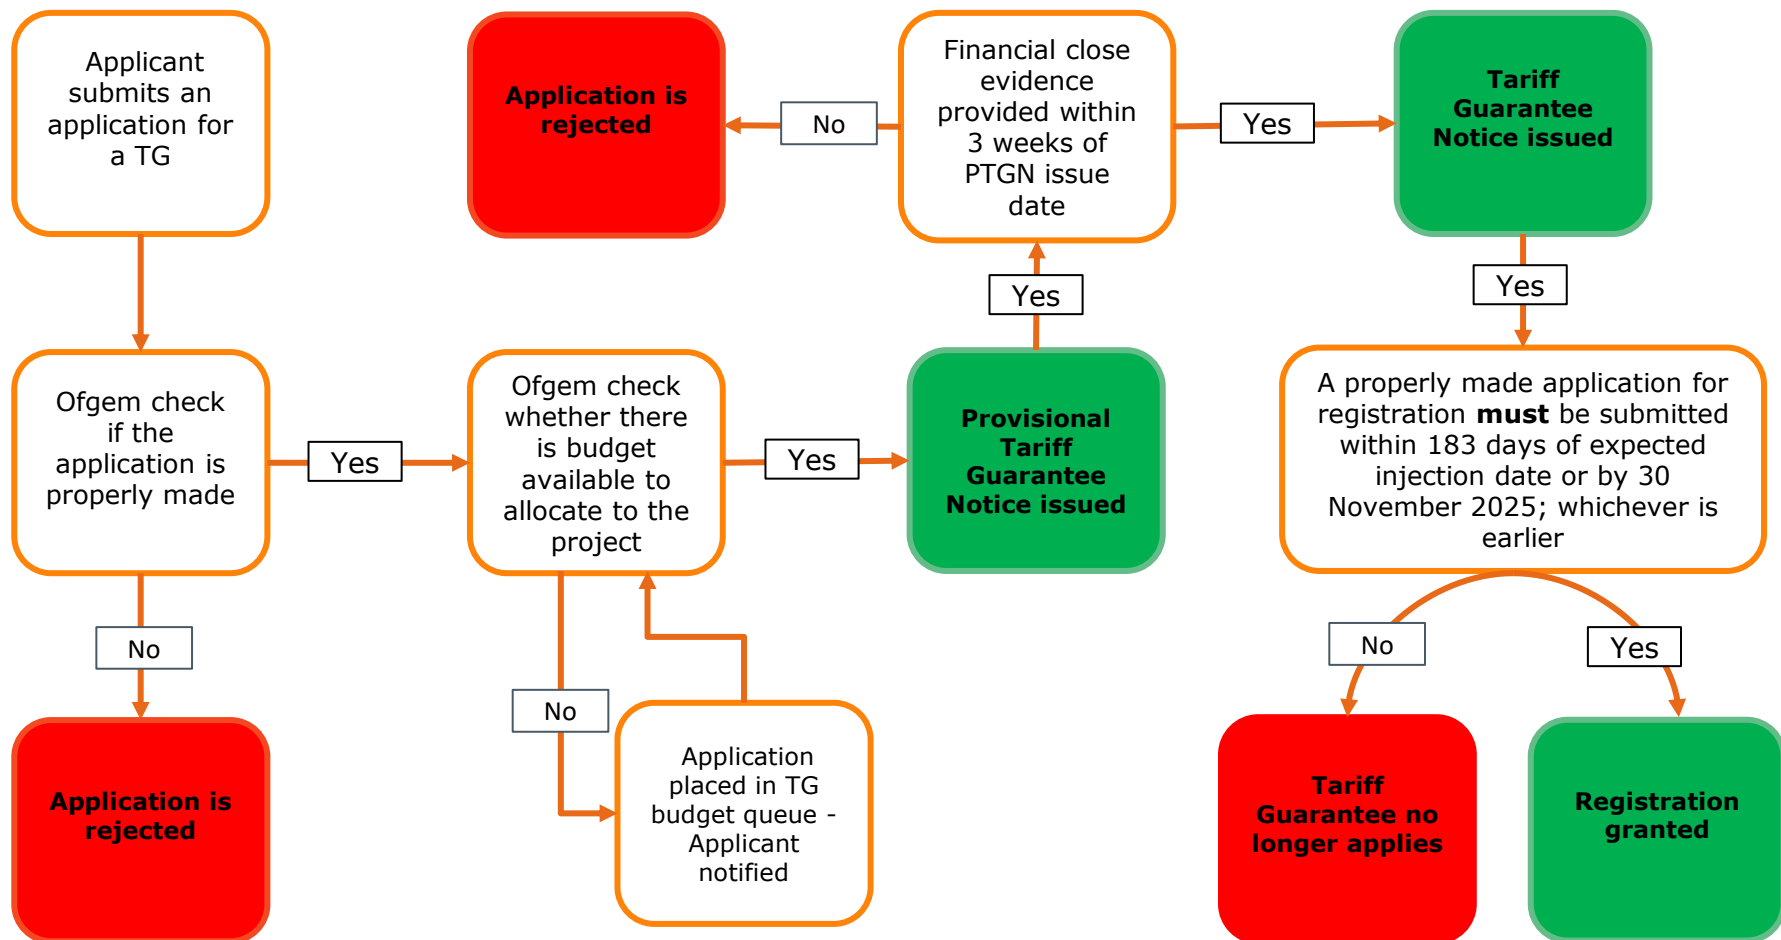 Applicant
submits an
application for
a TG
Ofgem check
if the
application is
properly made
No
Application is
rejected
Yes
Ofgem check
whether there
is budget
available to
allocate to the
project
No
Application
placed in TG
budget queue -
Applicant
notified
Yes
Provisional
Tariff
Guarantee
Notice issued
Yes
Financial close
evidence
provided within
3 weeks of
PTGN issue
date
No
Application is
rejected
Yes
Tariff
Guarantee
Notice issued
Yes
A properly made application for
registration must be submitted
within 183 days of expected
injection date or by 30
November 2025; whichever is
earlier
No
Tariff
Guarantee no
longer applies
Yes
Registration
granted